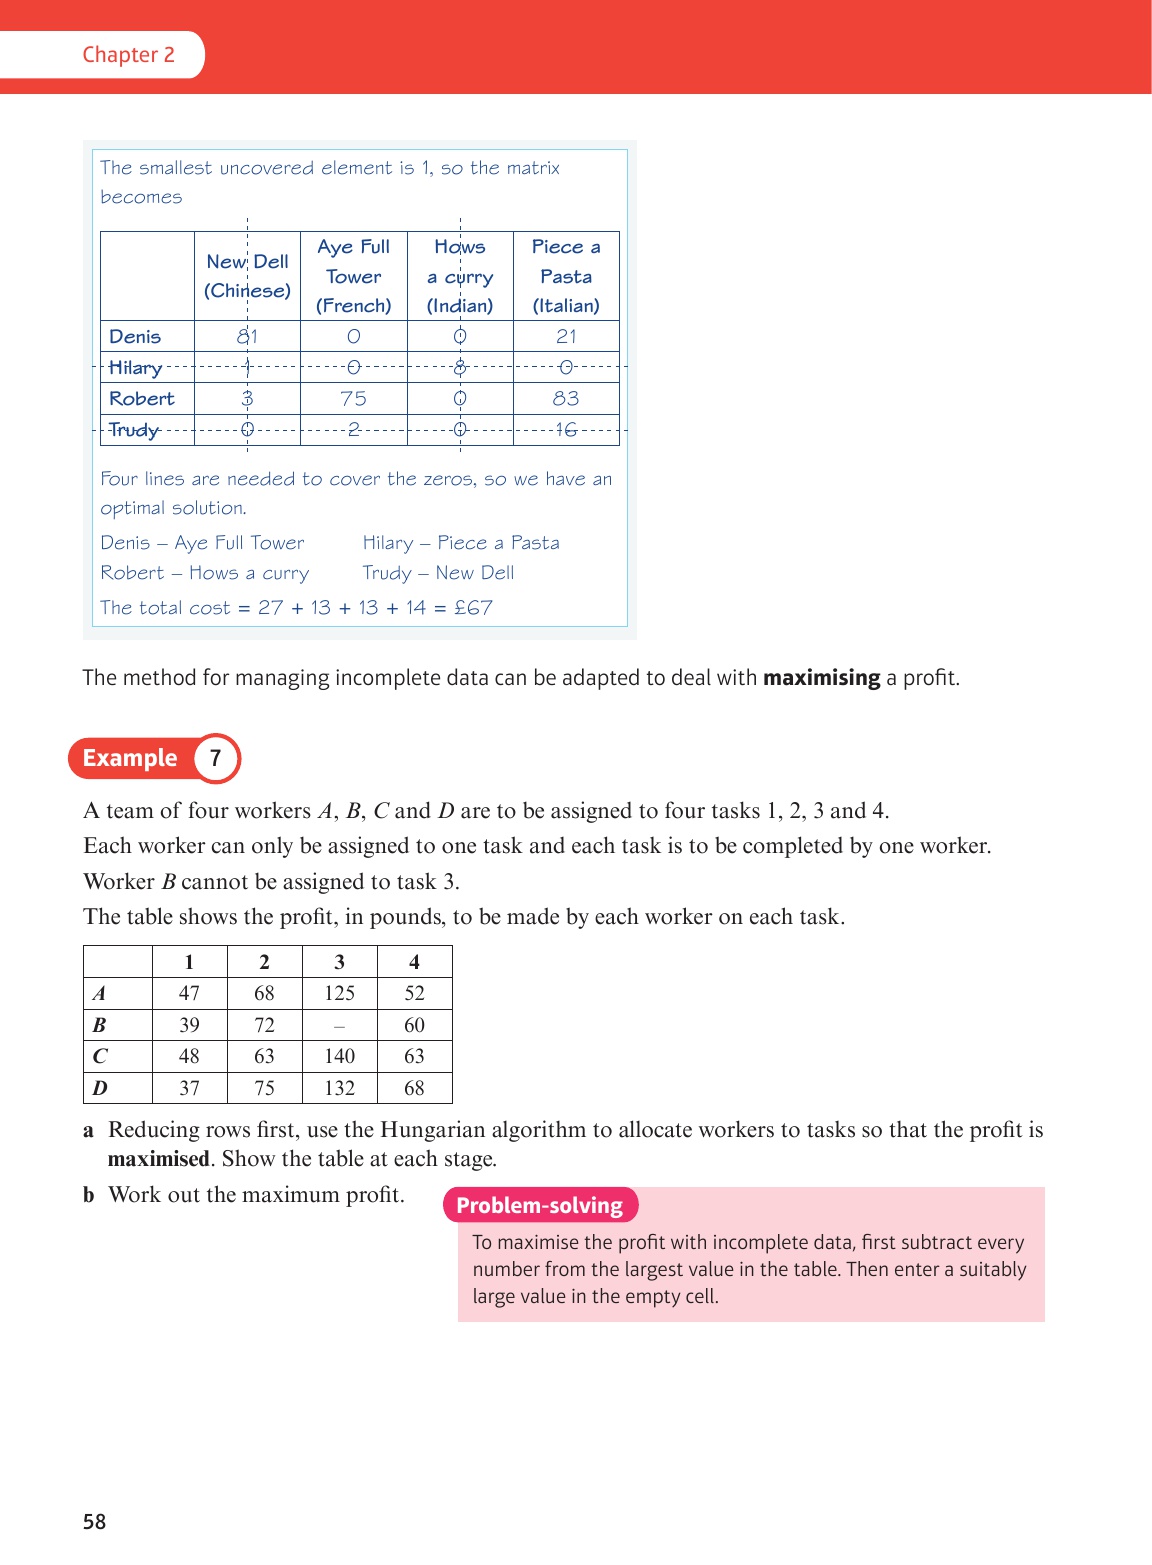 Chapter 2
The smallest uncovered element is 1, so the matrix
becomes
New Dell (Chinese) Aye Full Tower (French) Hows a curry (Indian) Piece a Pasta (Italian)
Denis 81 0 0 21
Hilary 1 0 8 0
Robert 3 75 0 83
Trudy 0 2 0 16
Four lines are needed to cover the zeros, so we have an
optimal solution.
Denis – Aye Full Tower Hilary – Piece a Pasta
Robert – Hows a curry Trudy – New Dell
The total cost = 27 + 13 + 13 + 14 = £67
The method for managing incomplete data can be adapted to deal with maximising a profit.
Example 7
A team of four workers A, B, C and D are to be assigned to four tasks 1, 2, 3 and 4.
Each worker can only be assigned to one task and each task is to be completed by one worker.
Worker B cannot be assigned to task 3.
The table shows the profit, in pounds, to be made by each worker on each task.
1 2 3 4
A 47 68 125 52
B 39 72 – 60
C 48 63 140 63
D 37 75 132 68
a Reducing rows first, use the Hungarian algorithm to allocate workers to tasks so that the profit is
maximised. Show the table at each stage.
b Work out the maximum profit.
Problem-solving
To maximise the profit with incomplete data, first subtract every
number from the largest value in the table. Then enter a suitably
large value in the empty cell.
58